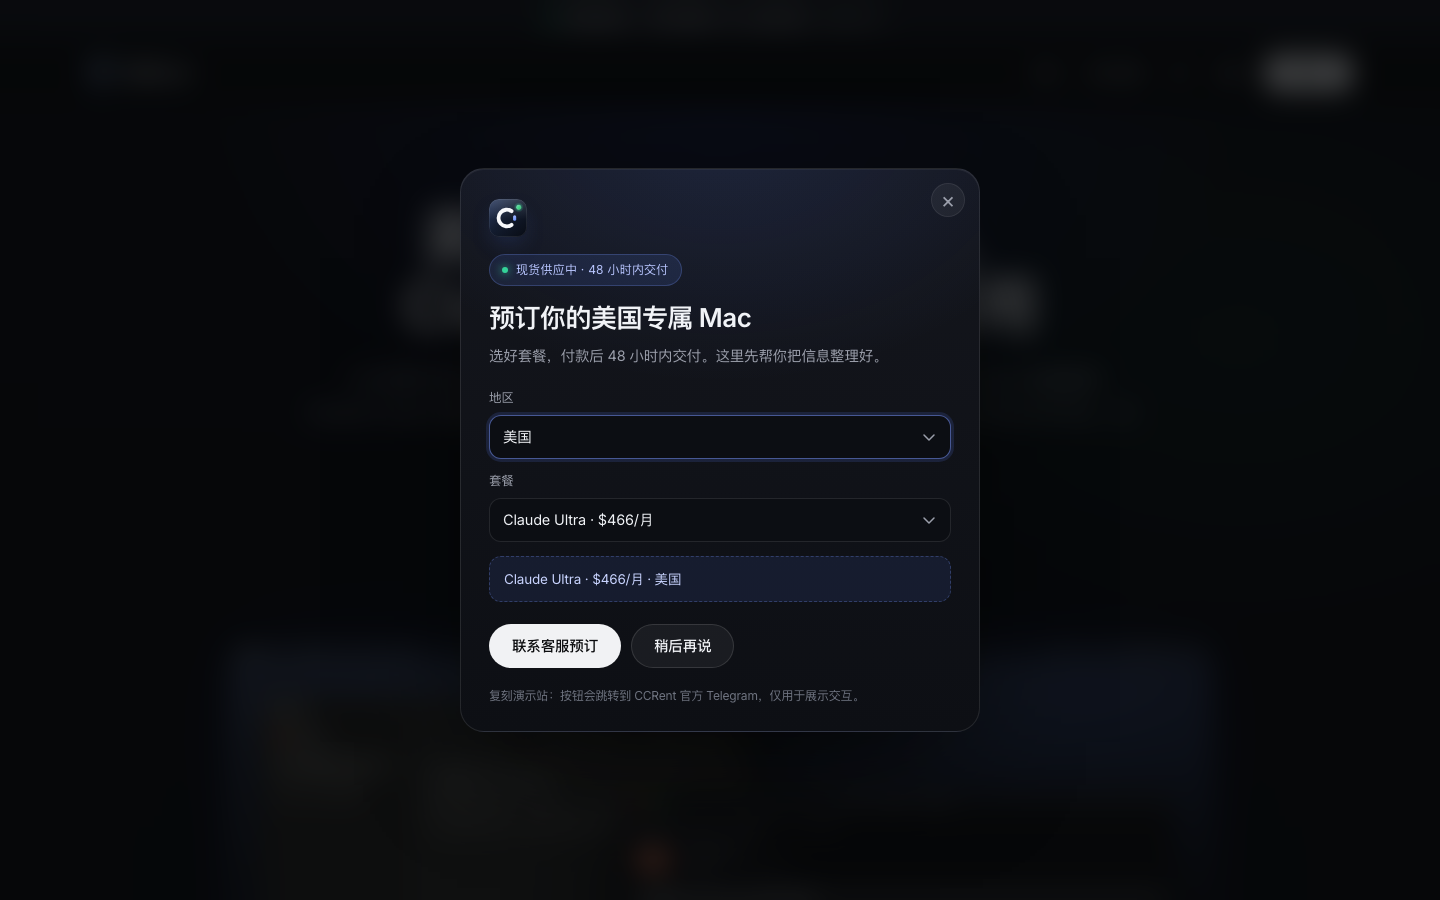 现货供应中 · 48 小时内交付
预订你的美国专属 Mac
选好套餐，付款后 48 小时内交付。这里先帮你把信息整理好。
地区
美国
套餐
Claude Ultra · $466/月
Claude Ultra · $466/月 · 美国
联系客服预订
稍后再说
复刻演示站：按钮会跳转到 CCRent 官方 Telegram，仅用于展示交互。